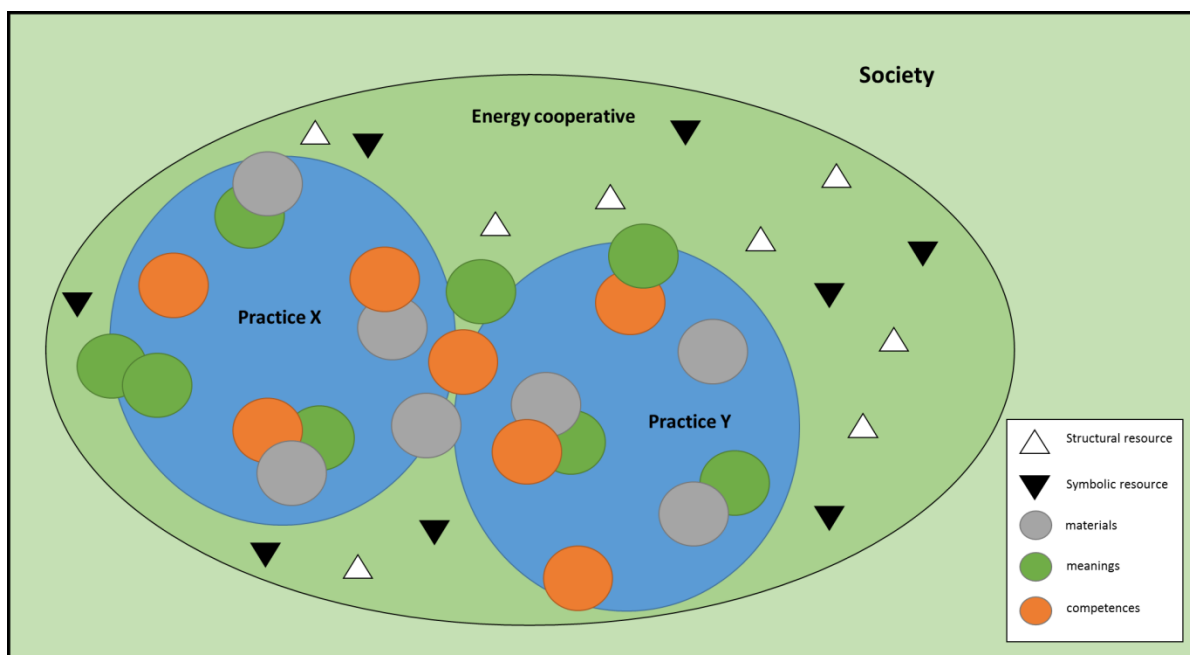 Society
Energy cooperative
Practice X
Practice Y
Structural resource
Symbolic resource
materials
meanings
competences